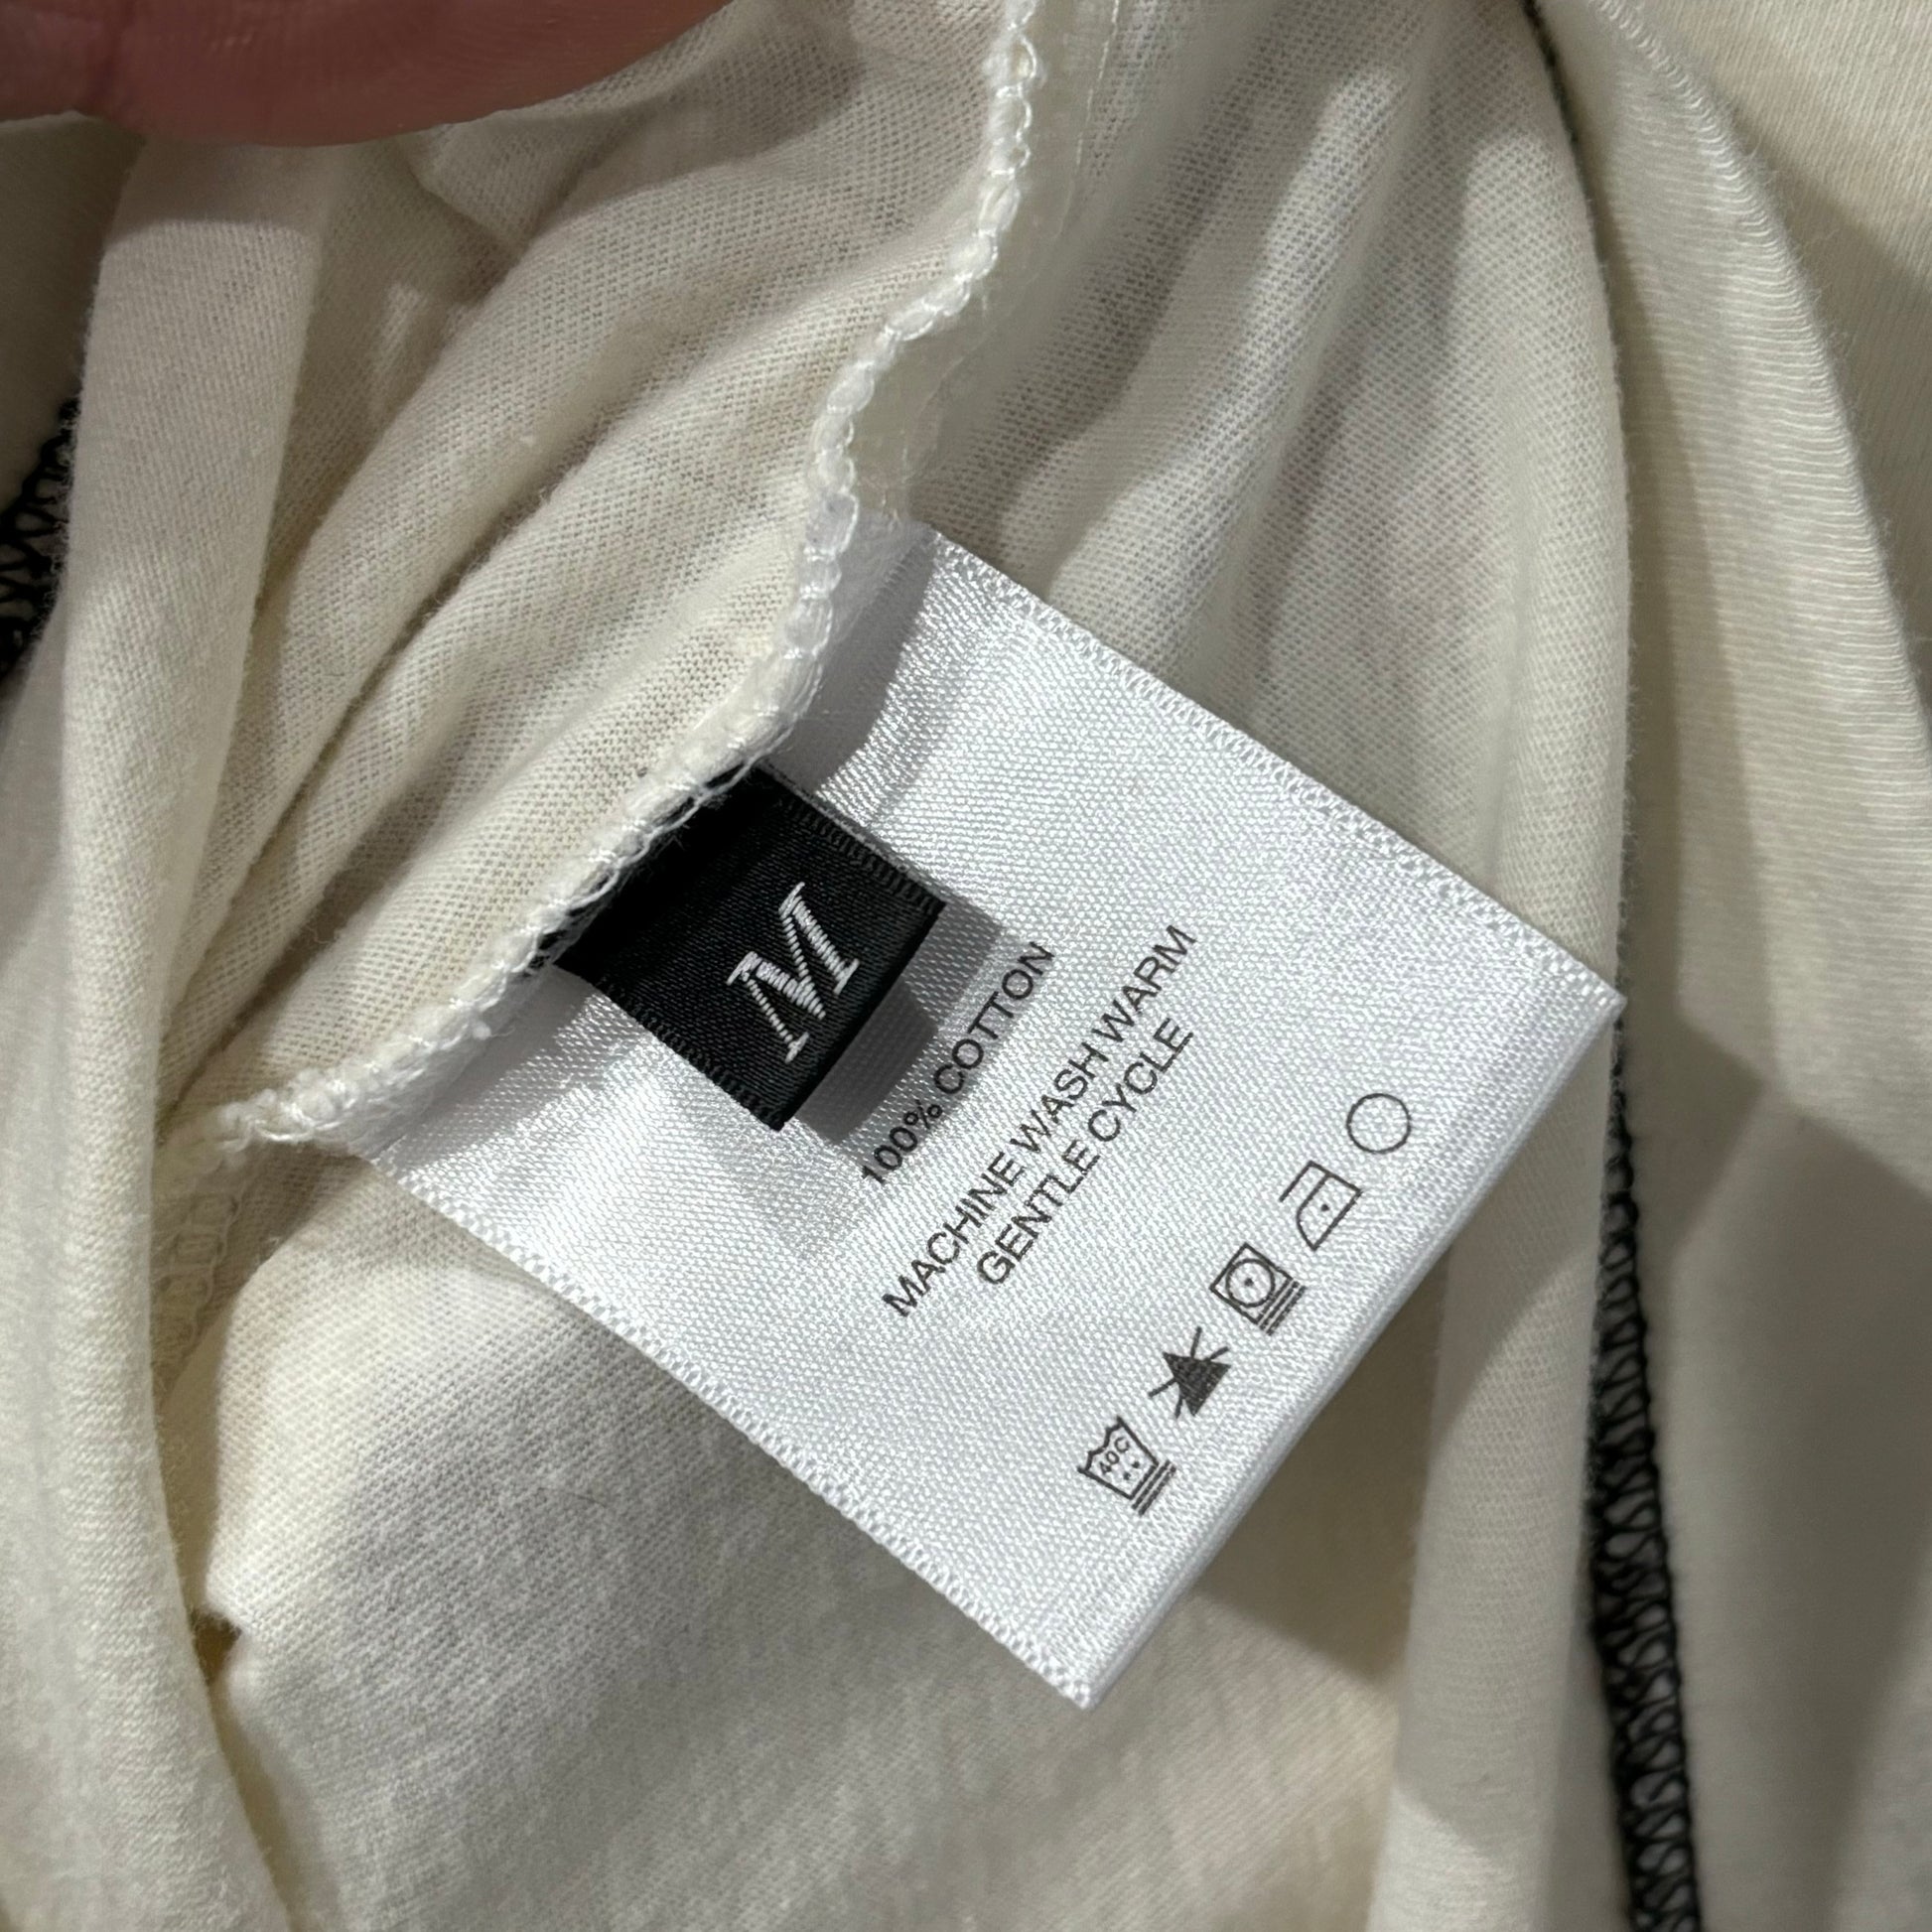 M
100% COTTON
MACHINE WASH WARM
GENTLE CYCLE
40C